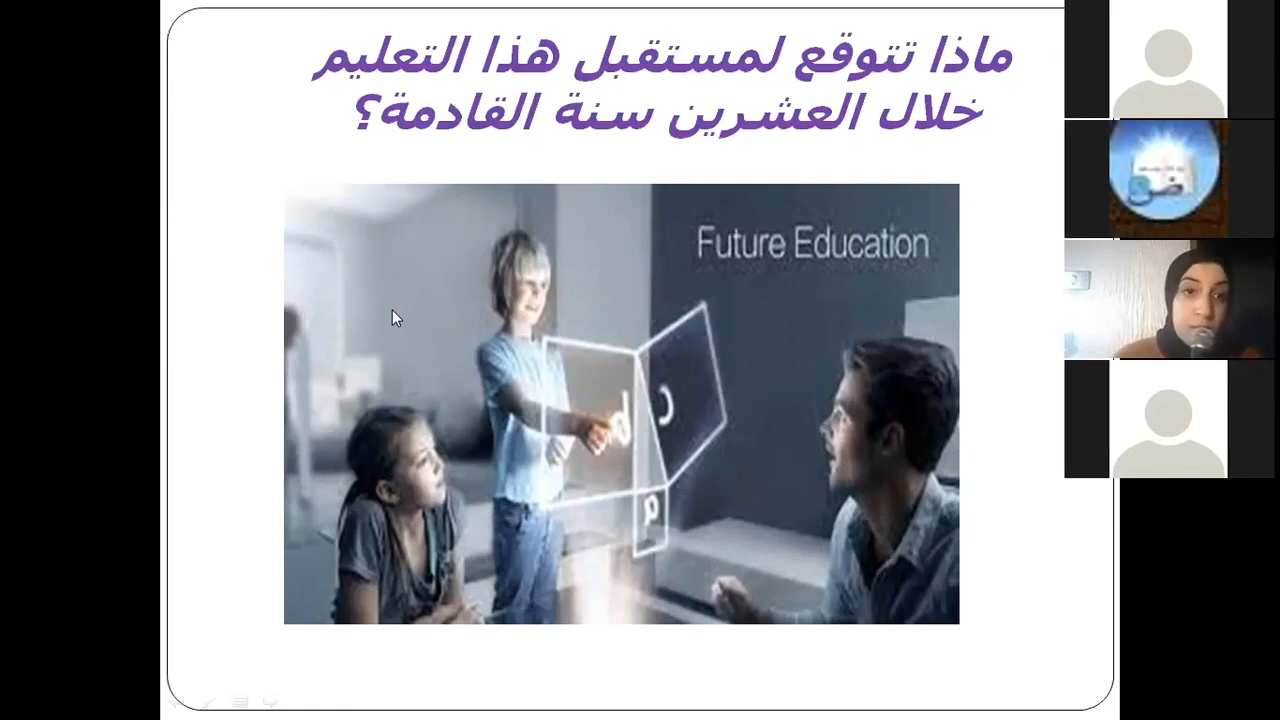 ماذا تتوقع لمستقبل هذا التعليم
خلال العشرين سنة القادمة؟
Future Education
b
c
a